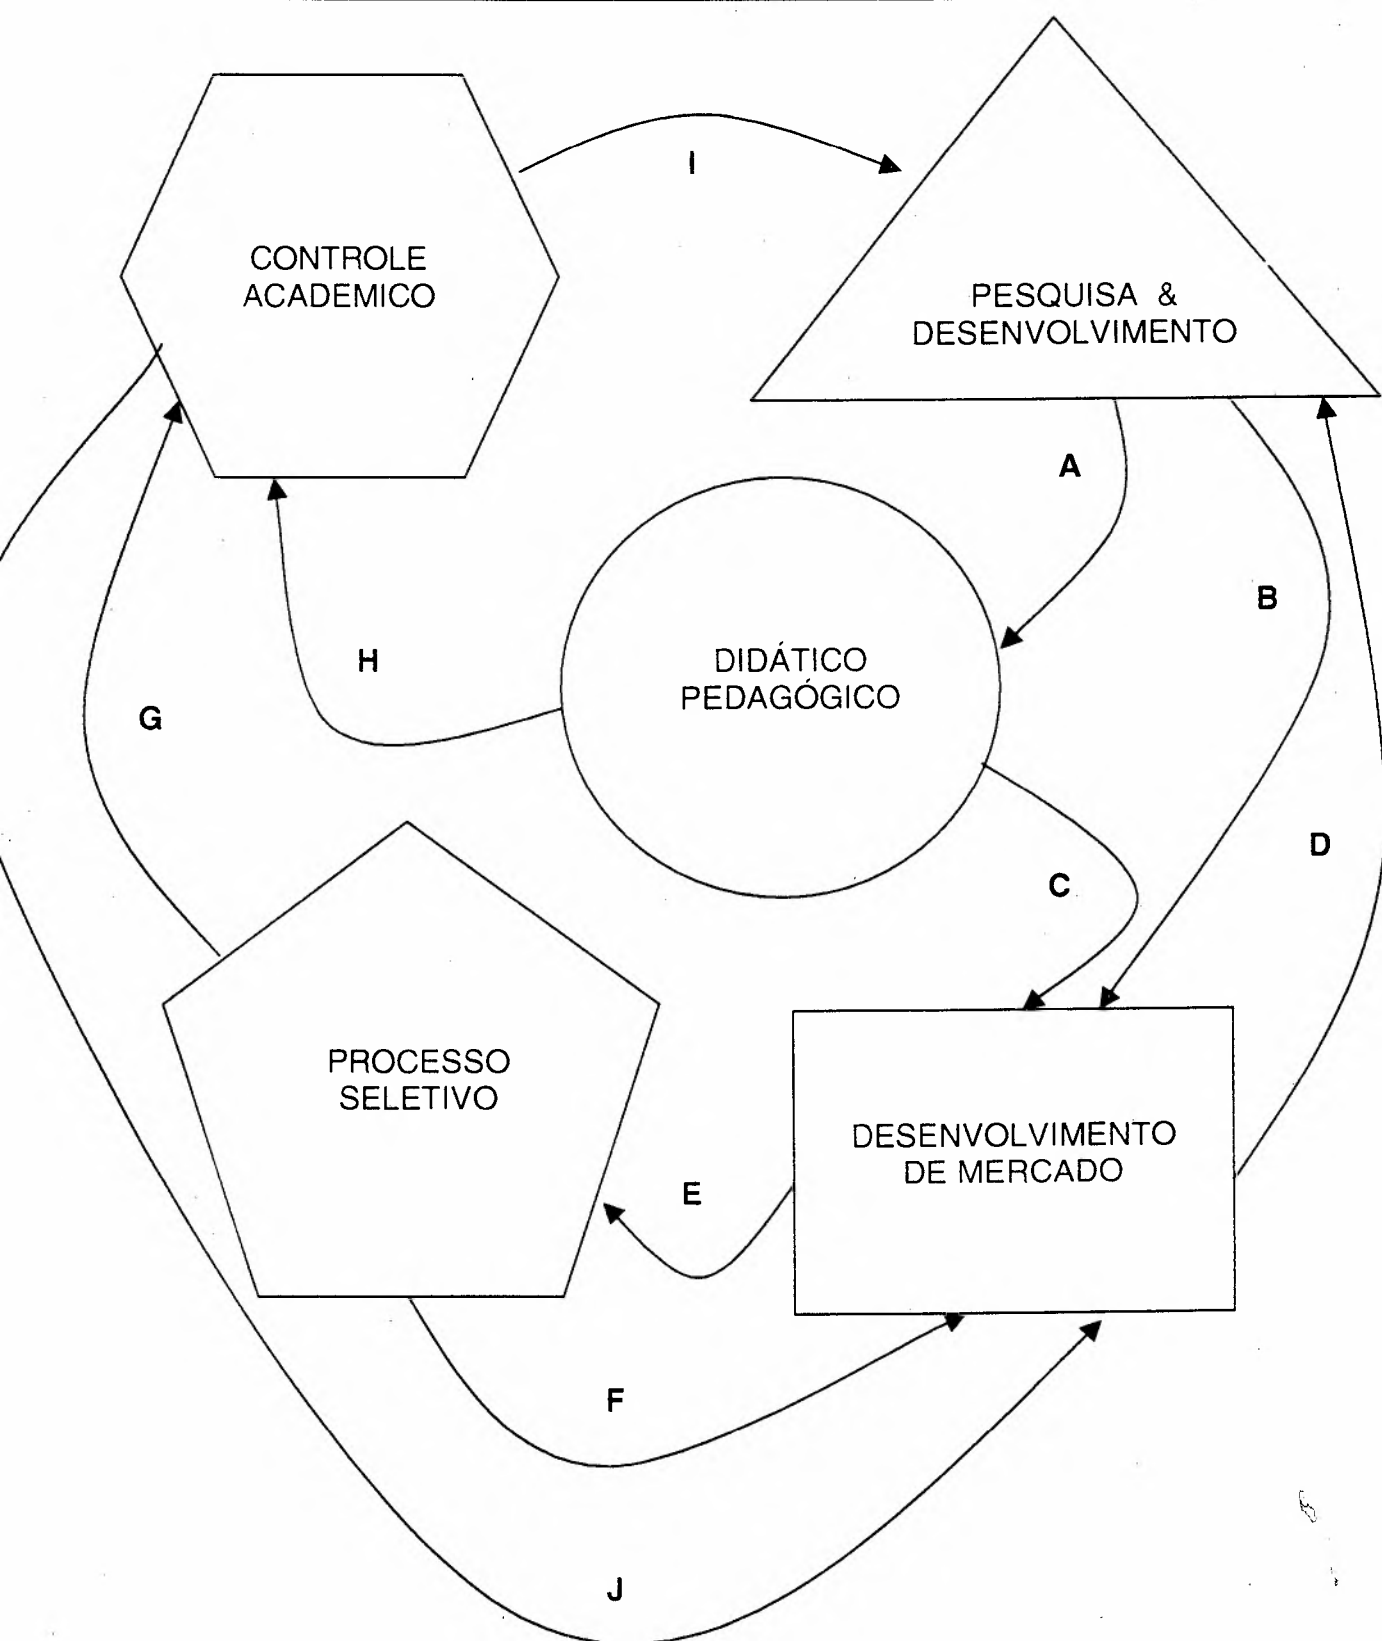 I
CONTROLE
ACADEMICO
PESQUISA &
DESENVOLVIMENTO
A
B
H
DIDÁTICO
PEDAGÓGICO
G
D
C
PROCESSO
SELETIVO
DESENVOLVIMENTO
DE MERCADO
E
F
J